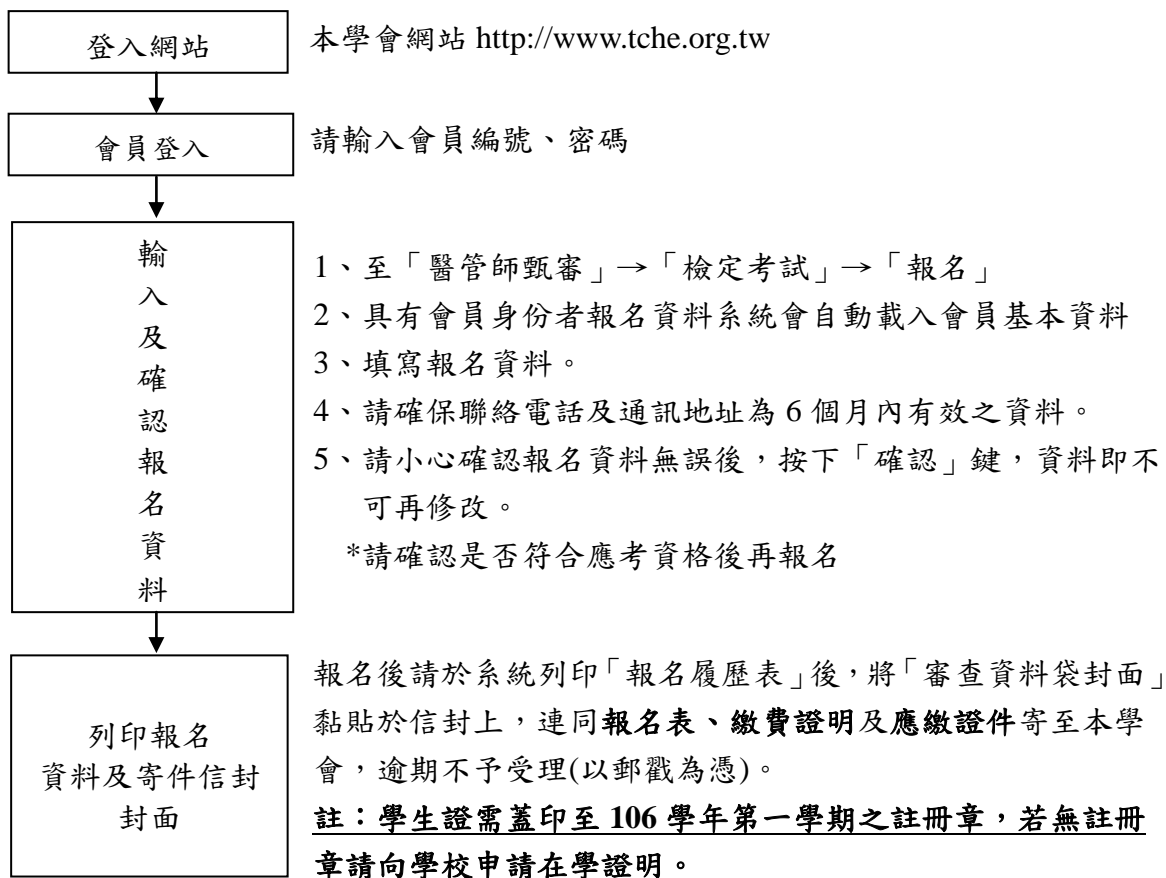 登入網站
本學會網站 http://www.tche.org.tw
會員登入
請輸入會員編號、密碼
輸入及確認報名資料
1、至「醫管師甄審」→「檢定考試」→「報名」
2、具有會員身份者報名資料系統會自動載入會員基本資料
3、填寫報名資料。
4、請確保聯絡電話及通訊地址為 6 個月內有效之資料。
5、請小心確認報名資料無誤後，按下「確認」鍵，資料即不
可再修改。
*請確認是否符合應考資格後再報名
列印報名
資料及寄件信封
封面
報名後請於系統列印「報名履歷表」後，將「審查資料袋封面」
黏貼於信封上，連同報名表、繳費證明及應繳證件寄至本學
會，逾期不予受理(以郵戳為憑)。
註：學生證需蓋印至 106 學年第一學期之註冊章，若無註冊
章請向學校申請在學證明。